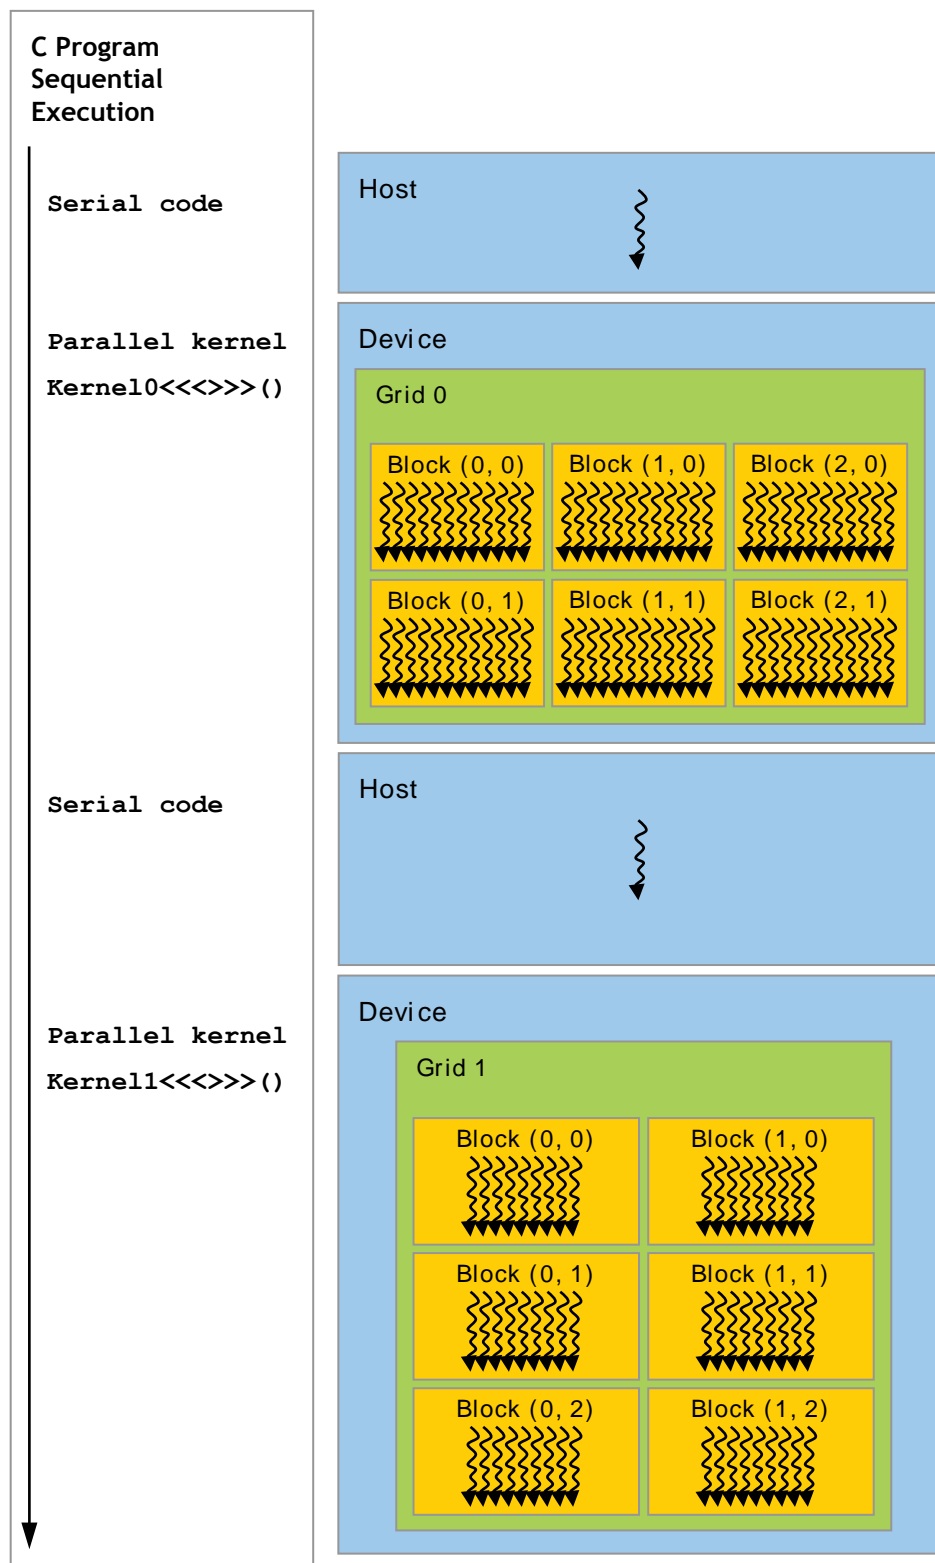 C Program
Sequential
Execution
Serial code
Host
Parallel kernel
Kernel0<<<>>>()
Device
Grid 0
Block (0, 0)
Block (1, 0)
Block (2, 0)
Block (0, 1)
Block (1, 1)
Block (2, 1)
Serial code
Host
Parallel kernel
Kernel1<<<>>>()
Device
Grid 1
Block (0, 0)
Block (1, 0)
Block (0, 1)
Block (1, 1)
Block (0, 2)
Block (1, 2)